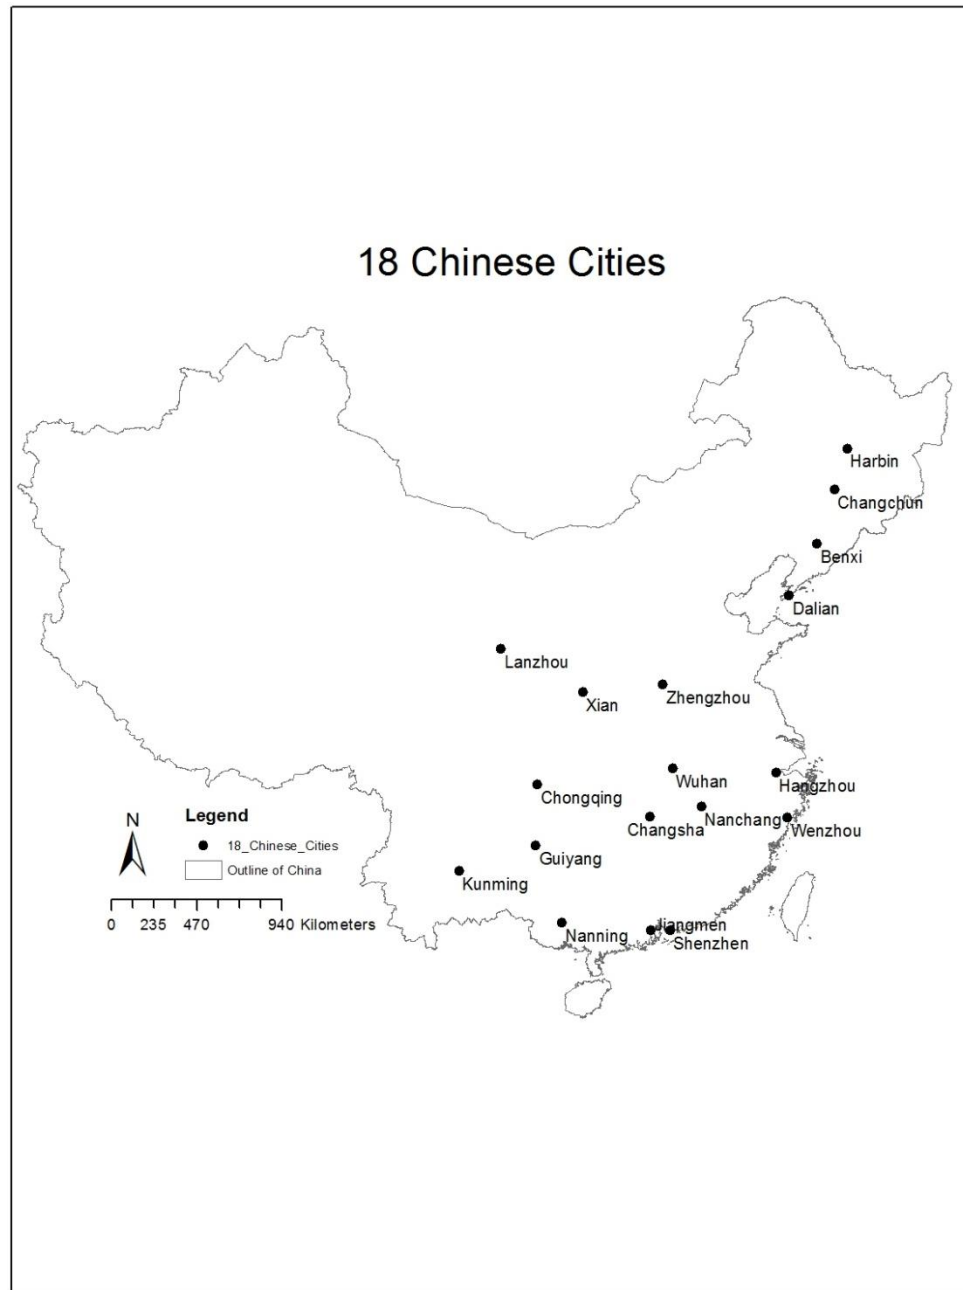 18 Chinese Cities
Harbin
Changchun
Benxi
Dalian
Lanzhou
Xian
Zhengzhou
Wuhan
Hangzhou
Chongqing
Nanchang
Changsha
Wenzhou
Guiyang
Kunming
Nanning
Jiangmen
Shenzhen
Legend
18_Chinese_Cities
Outline of China
N
0 235 470 940 Kilometers